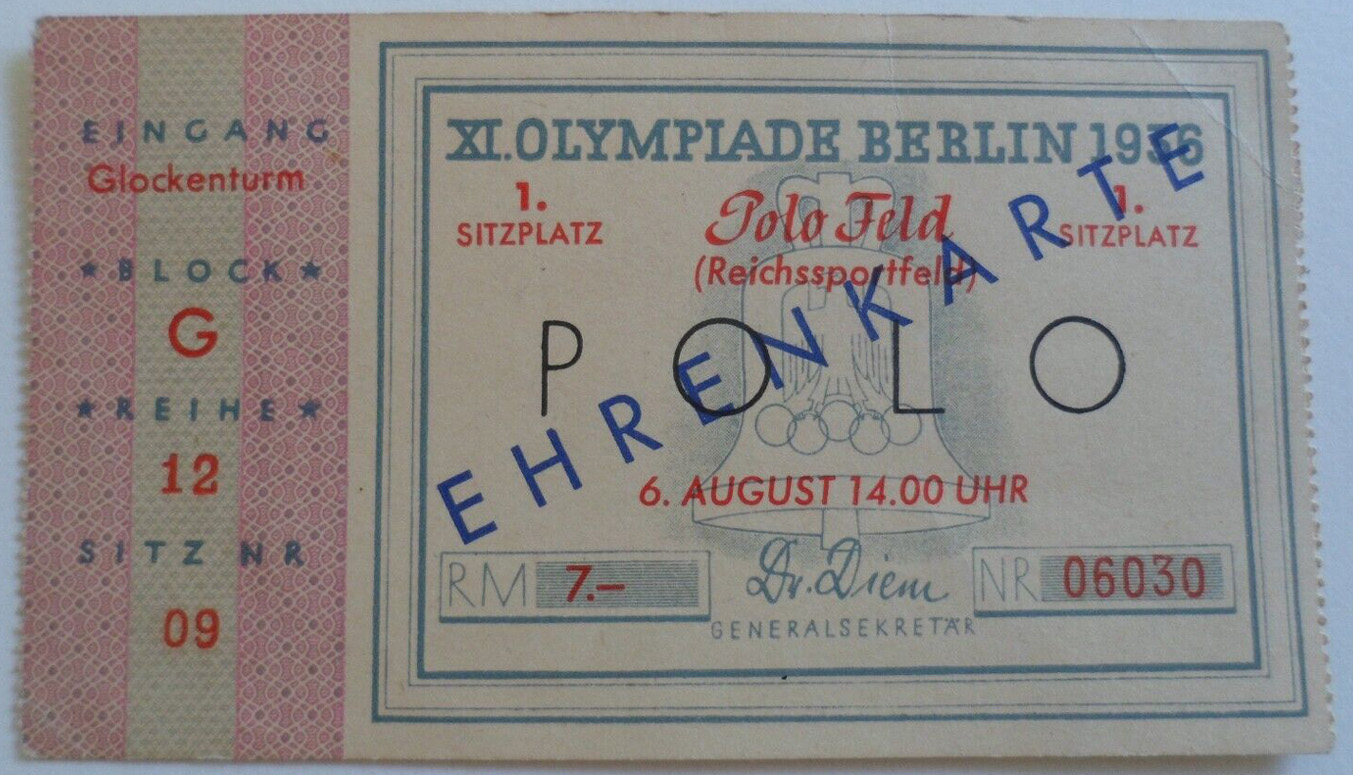 EINGANG
Glockenturm
★BLOCK★
G
★REIHE★
12
SITZ NR
09
XI. OLYMPIADE BERLIN 1936
1.
SITZPLATZ
Polo Feld
(Reichssportfeld)
1.
SITZPLATZ
POLO
EHRENKARTE
6. AUGUST 14.00 UHR
RM 7.–
Dr. Diem
GENERALSEKRETÄR
NR 06030